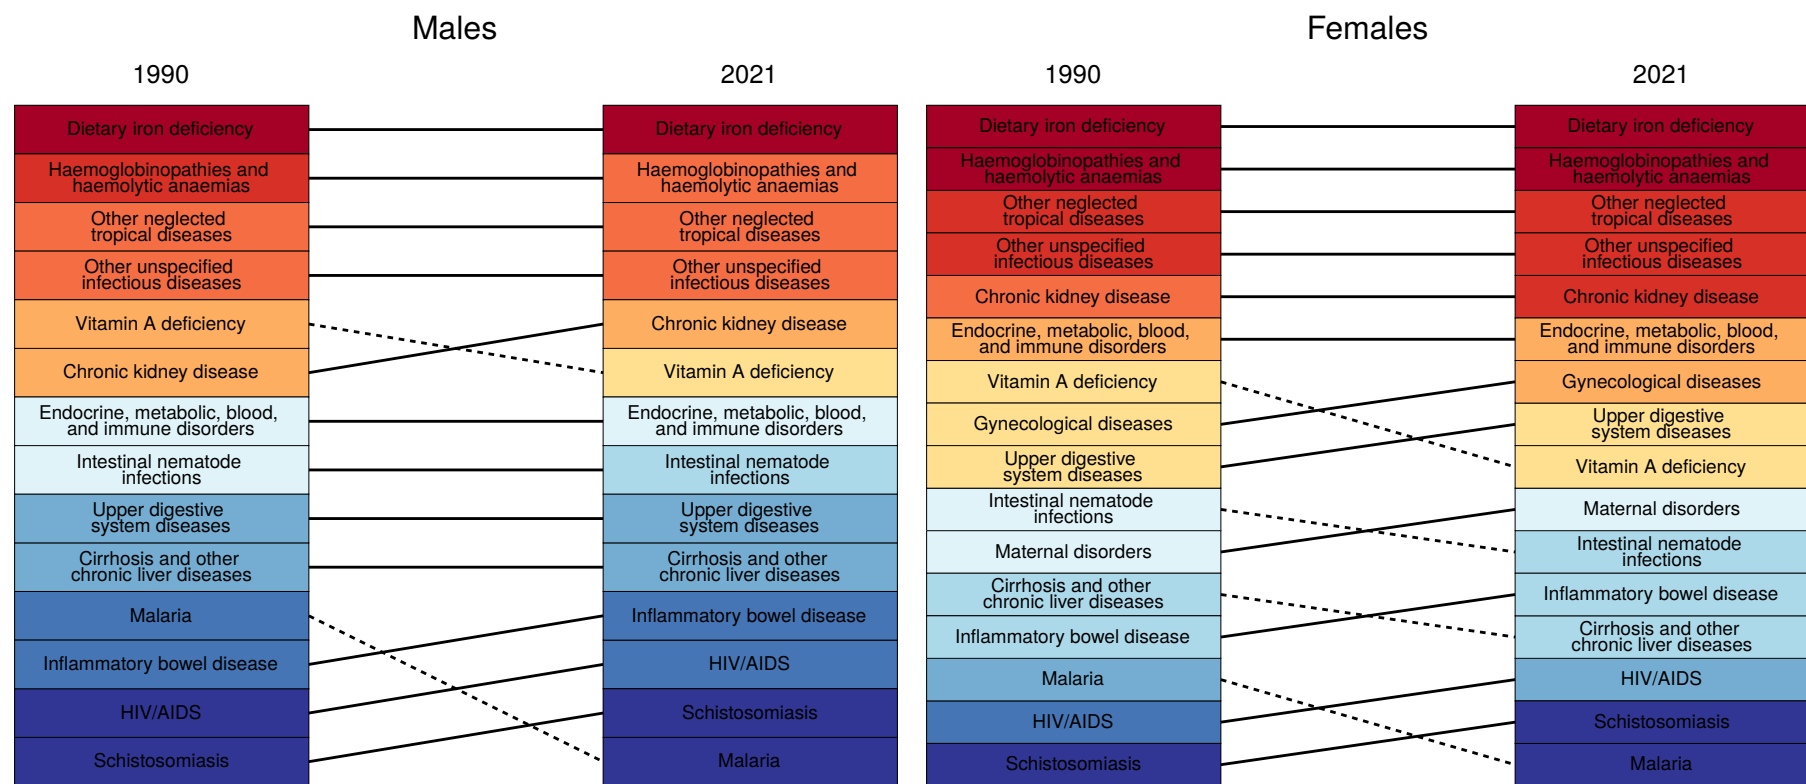 Males
1990
2021
Dietary iron deficiency
Haemoglobinopathies and
haemolytic anaemias
Other neglected
tropical diseases
Other unspecified
infectious diseases
Vitamin A deficiency
Chronic kidney disease
Endocrine, metabolic, blood,
and immune disorders
Intestinal nematode
infections
Upper digestive
system diseases
Cirrhosis and other
chronic liver diseases
Malaria
Inflammatory bowel disease
HIV/AIDS
Schistosomiasis
Dietary iron deficiency
Haemoglobinopathies and
haemolytic anaemias
Other neglected
tropical diseases
Other unspecified
infectious diseases
Chronic kidney disease
Vitamin A deficiency
Endocrine, metabolic, blood,
and immune disorders
Intestinal nematode
infections
Upper digestive
system diseases
Cirrhosis and other
chronic liver diseases
Inflammatory bowel disease
HIV/AIDS
Schistosomiasis
Malaria
Females
1990
2021
Dietary iron deficiency
Haemoglobinopathies and
haemolytic anaemias
Other neglected
tropical diseases
Other unspecified
infectious diseases
Chronic kidney disease
Endocrine, metabolic, blood,
and immune disorders
Vitamin A deficiency
Gynecological diseases
Upper digestive
system diseases
Intestinal nematode
infections
Maternal disorders
Cirrhosis and other
chronic liver diseases
Inflammatory bowel disease
Malaria
HIV/AIDS
Schistosomiasis
Dietary iron deficiency
Haemoglobinopathies and
haemolytic anaemias
Other neglected
tropical diseases
Other unspecified
infectious diseases
Chronic kidney disease
Endocrine, metabolic, blood,
and immune disorders
Gynecological diseases
Upper digestive
system diseases
Vitamin A deficiency
Maternal disorders
Intestinal nematode
infections
Inflammatory bowel disease
Cirrhosis and other
chronic liver diseases
HIV/AIDS
Schistosomiasis
Malaria